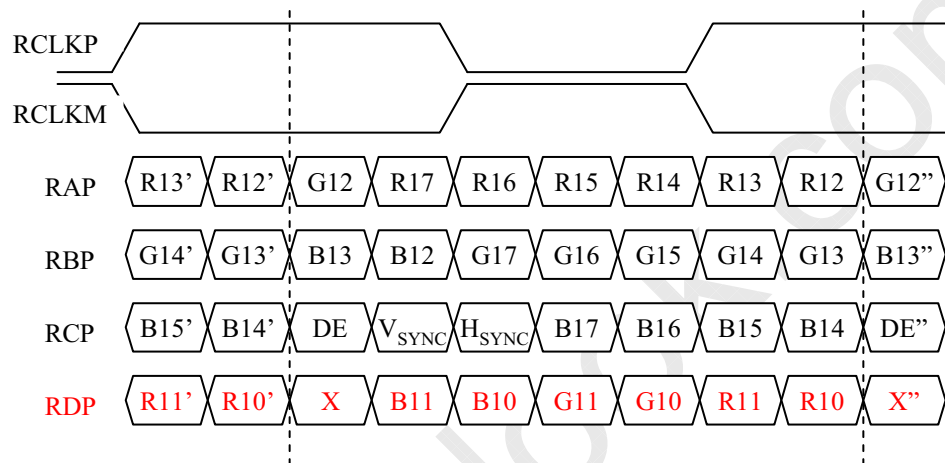 RCLKP
RCLKM
RAP R13’ R12’ G12 R17 R16 R15 R14 R13 R12 G12”
RBP G14’ G13’ B13 B12 G17 G16 G15 G14 G13 B13”
RCP B15’ B14’ DE VSYNC HSYNC B17 B16 B15 B14 DE”
RDP R11’ R10’ X B11 B10 G11 G10 R11 R10 X”